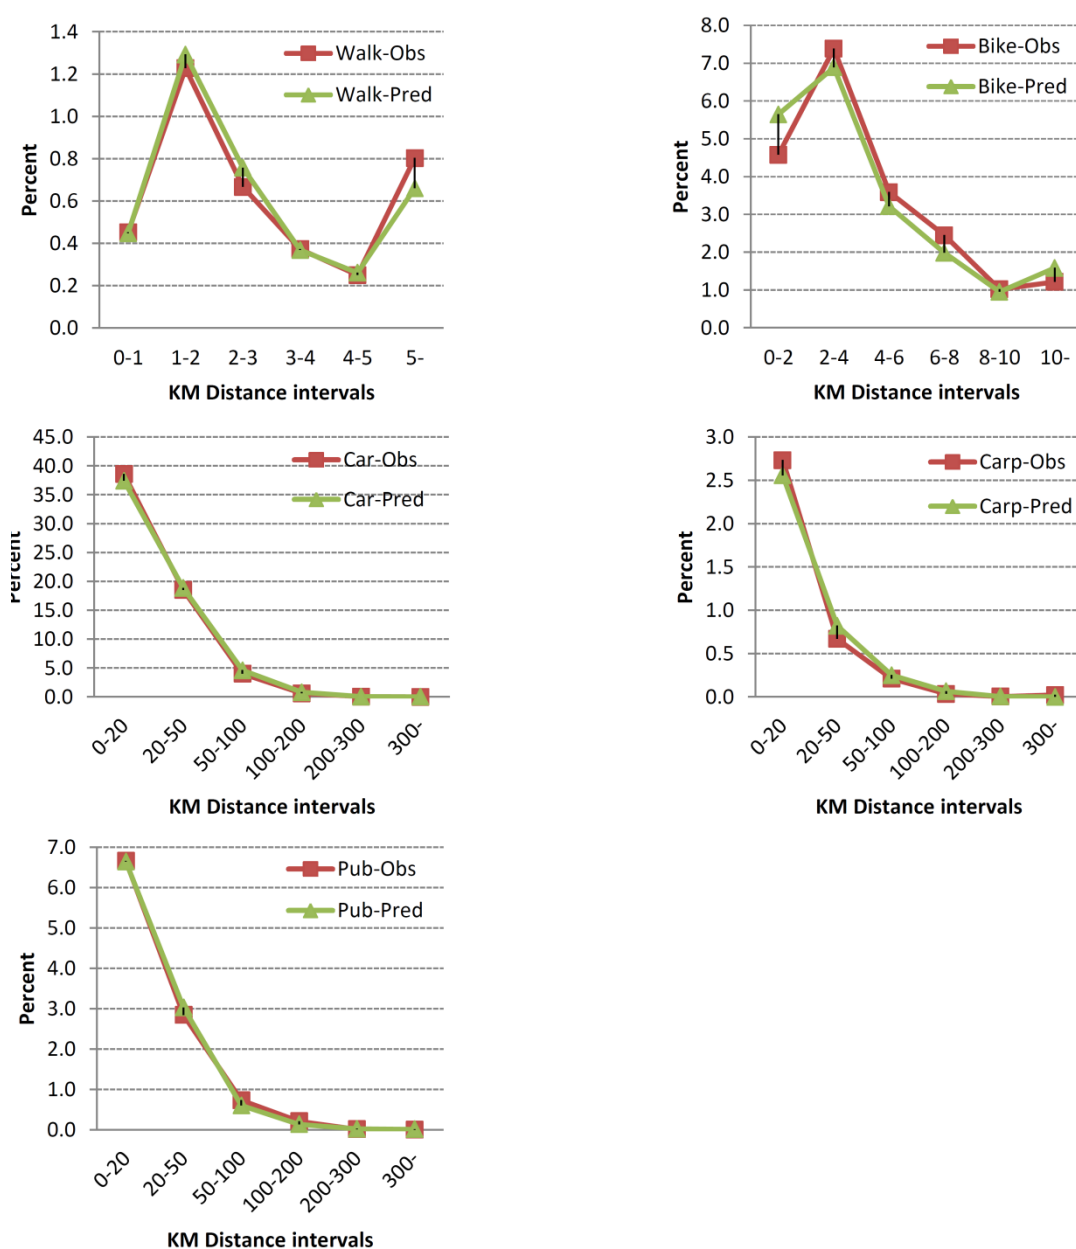 1.4
1.2
1.0
0.8
0.6
0.4
0.2
0.0
Percent
Walk-Obs
Walk-Pred
0-1 1-2 2-3 3-4 4-5 5-
KM Distance intervals
8.0
7.0
6.0
5.0
4.0
3.0
2.0
1.0
0.0
Percent
Bike-Obs
Bike-Pred
0-2 2-4 4-6 6-8 8-10 10-
KM Distance intervals
45.0
40.0
35.0
30.0
25.0
20.0
15.0
10.0
5.0
0.0
Percent
Car-Obs
Car-Pred
0-20 20-50 50-100 100-200 200-300 300-
KM Distance intervals
3.0
2.5
2.0
1.5
1.0
0.5
0.0
Percent
Carp-Obs
Carp-Pred
0-20 20-50 50-100 100-200 200-300 300-
KM Distance intervals
7.0
6.0
5.0
4.0
3.0
2.0
1.0
0.0
Percent
Pub-Obs
Pub-Pred
0-20 20-50 50-100 100-200 200-300 300-
KM Distance intervals